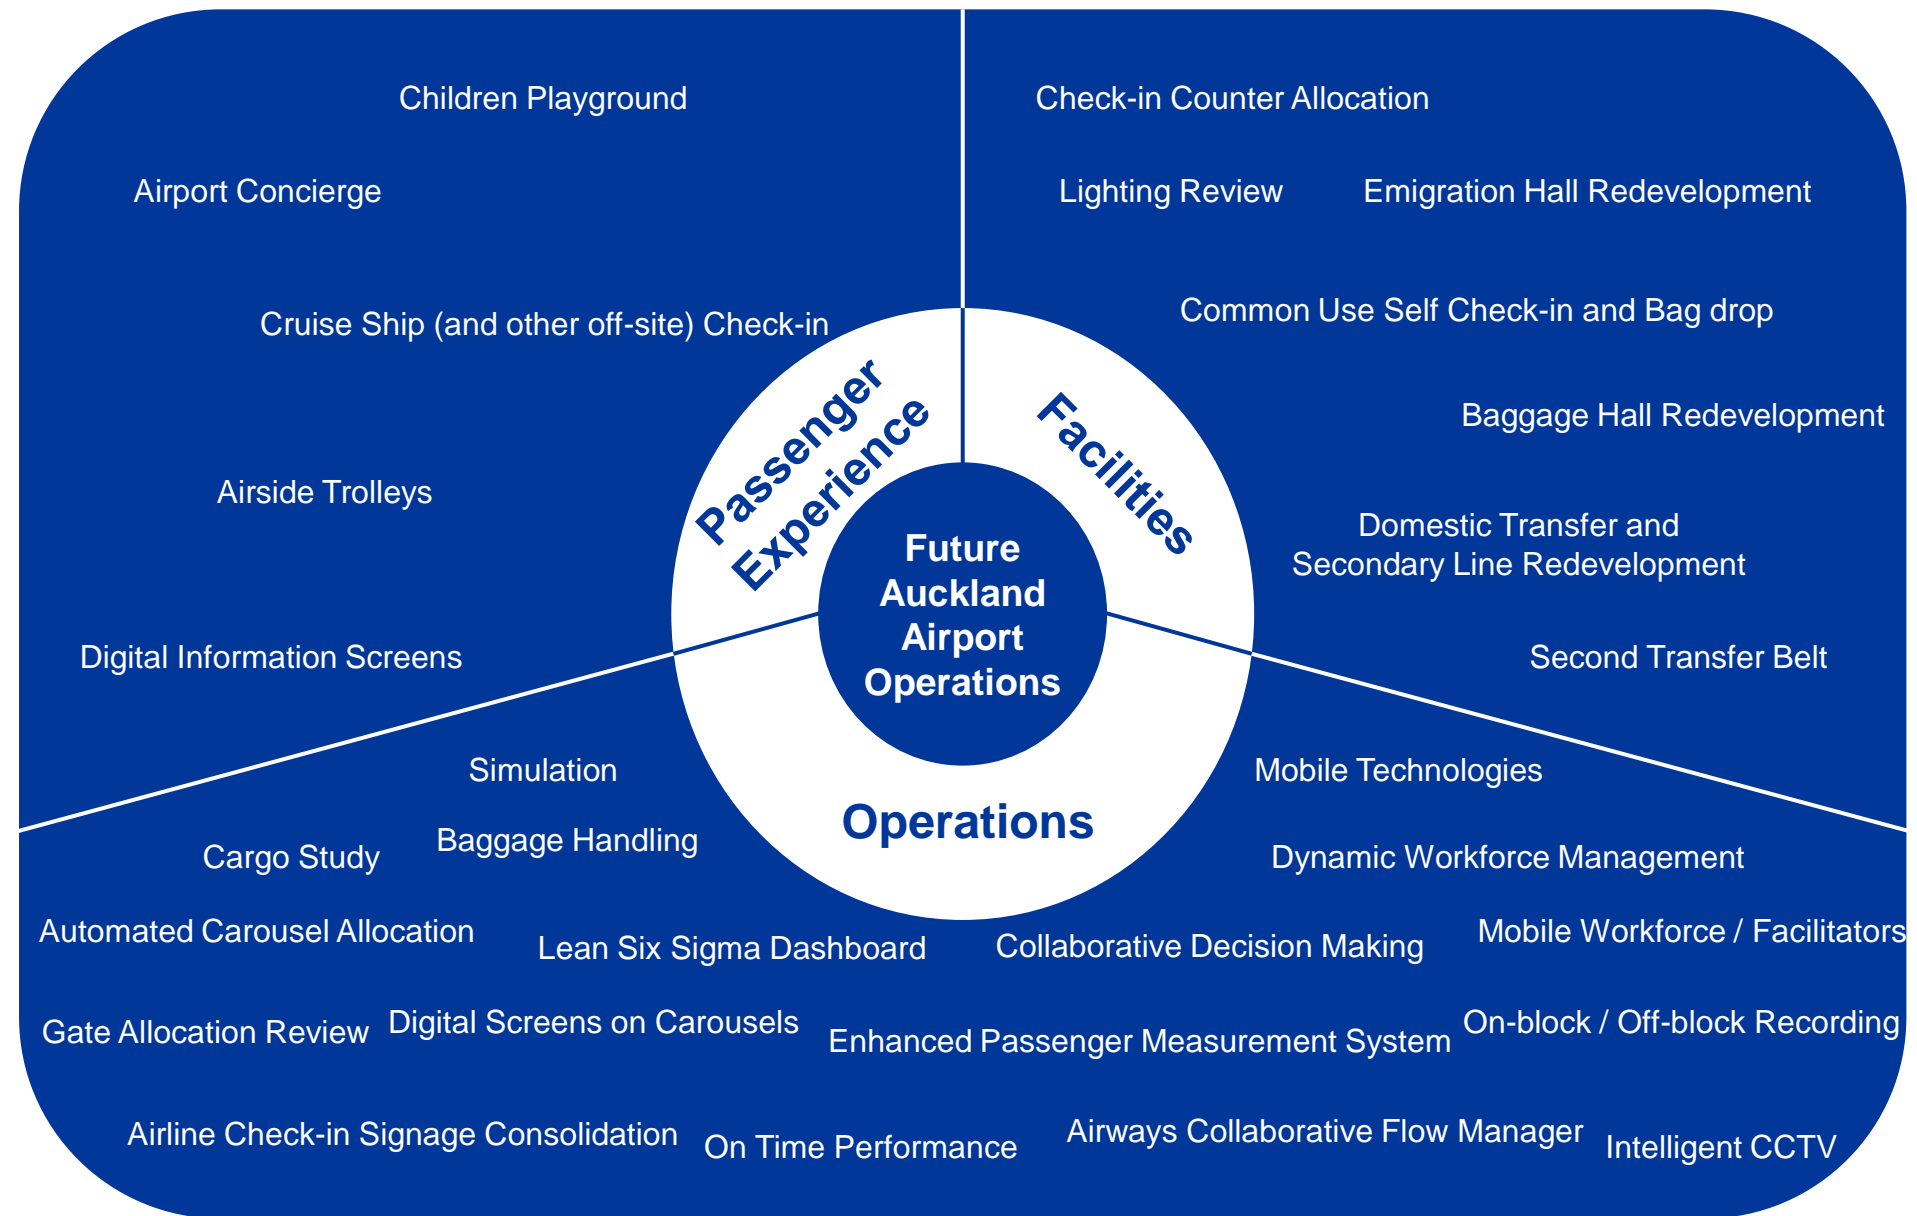 Children Playground
Check-in Counter Allocation
Airport Concierge
Lighting Review
Emigration Hall Redevelopment
Cruise Ship (and other off-site) Check-in
Common Use Self Check-in and Bag drop
Passenger
Experience
Facilities
Baggage Hall Redevelopment
Airside Trolleys
Domestic Transfer and
Secondary Line Redevelopment
Future
Auckland
Airport
Operations
Digital Information Screens
Second Transfer Belt
Simulation
Mobile Technologies
Operations
Cargo Study
Baggage Handling
Dynamic Workforce Management
Automated Carousel Allocation
Lean Six Sigma Dashboard
Collaborative Decision Making
Mobile Workforce / Facilitators
Gate Allocation Review
Digital Screens on Carousels
Enhanced Passenger Measurement System
On-block / Off-block Recording
Airline Check-in Signage Consolidation
On Time Performance
Airways Collaborative Flow Manager
Intelligent CCTV